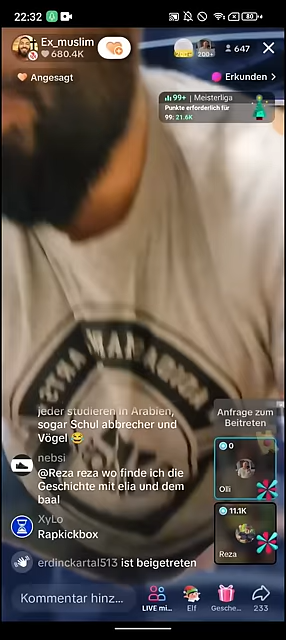 22:32
80
Ex_muslim
680.4K
200+
647
Angesagt
Erkunden
99+ | Meisterliga
Punkte erforderlich für
99: 21.6K
jeder studieren in Arabien,
sogar Schul abbrecher und
Vögel 😂
nebsi
@Reza reza wo finde ich die
Geschichte mit elia und dem
baal
XyLo
Rapkickbox
erdinckartal513 ist beigetreten
Anfrage zum
Beitreten
0
Olli
11.1K
Reza
Kommentar hinz...
LIVE mi...
Elf
Gesche...
233